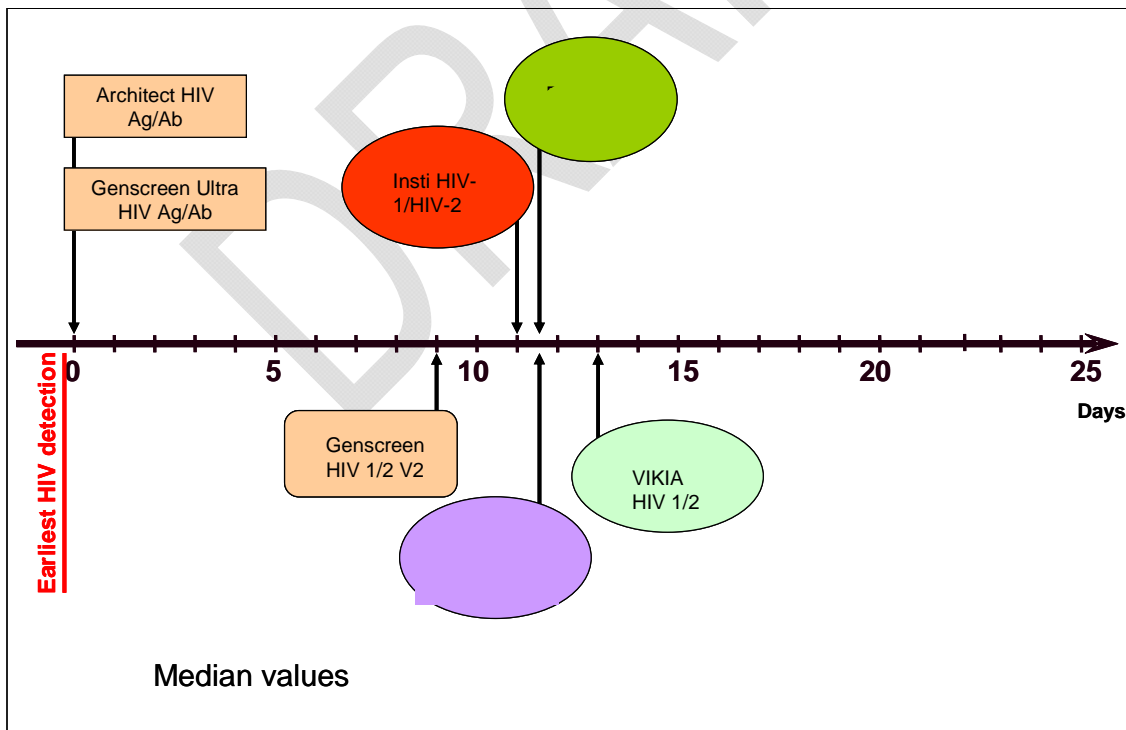 Architect HIV
Ag/Ab
Genscreen Ultra
HIV Ag/Ab
Insti HIV-
1/HIV-2
0
5
10
15
20
25
Days
Earliest HIV detection
Genscreen
HIV 1/2 V2
VIKIA
HIV 1/2
Median values